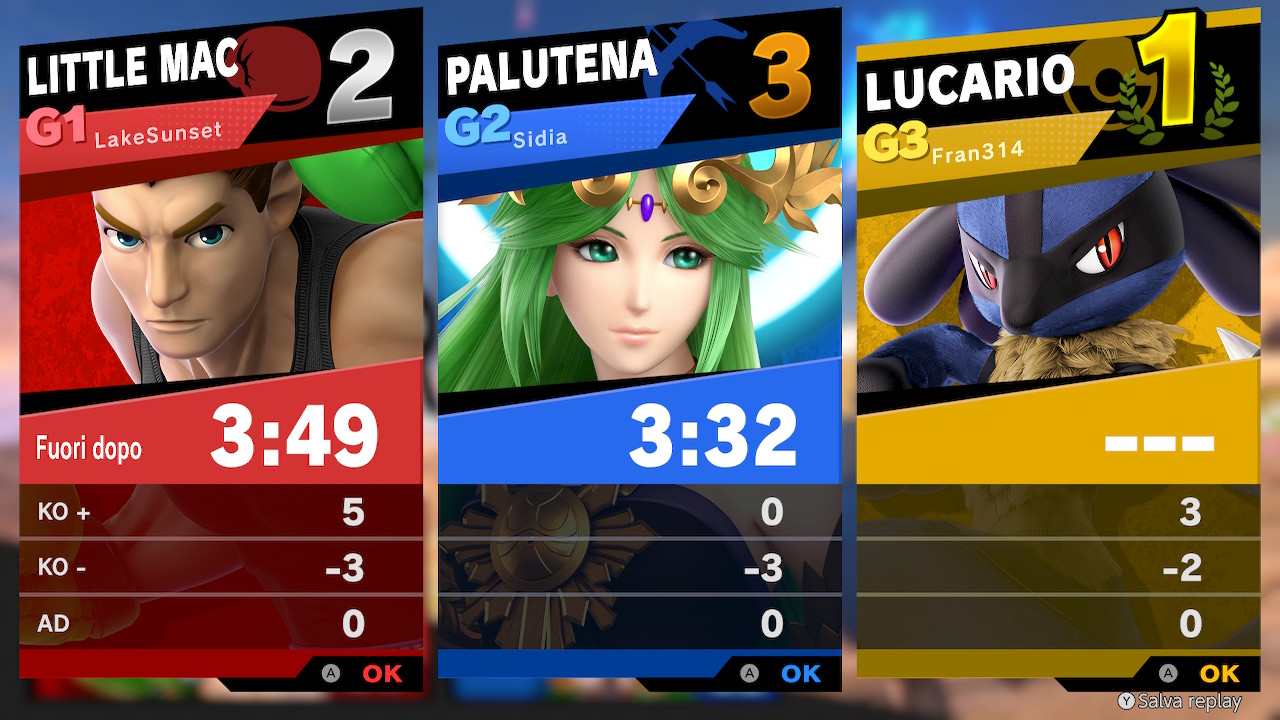 LITTLE MAC 2
G1 LakeSunset
Fuori dopo 3:49
KO + 5
KO - -3
AD 0
A OK
PALUTENA 3
G2 Sidia
3:32
0
-3
0
A OK
LUCARIO 1
G3 Fran314
---
3
-2
0
A OK
Y Salva replay